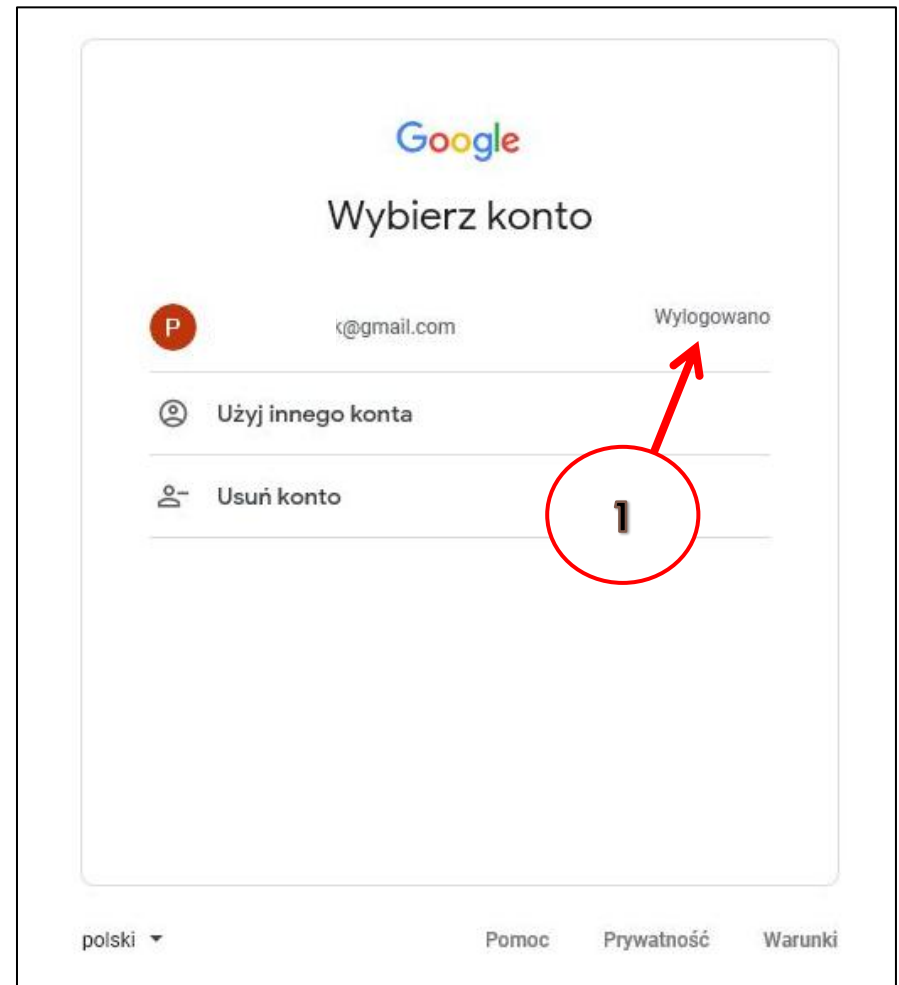 Google
Wybierz konto
P
k@gmail.com
Wylogowano
Użyj innego konta
Usuń konto
1
polski
Pomoc Prywatność Warunki